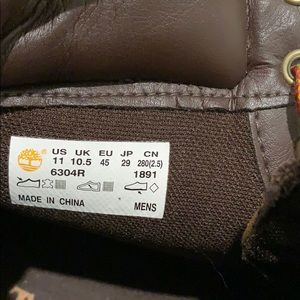 US UK EU JP CN
11 10.5 45 29 280(2.5)
6304R 1891
MADE IN CHINA MENS